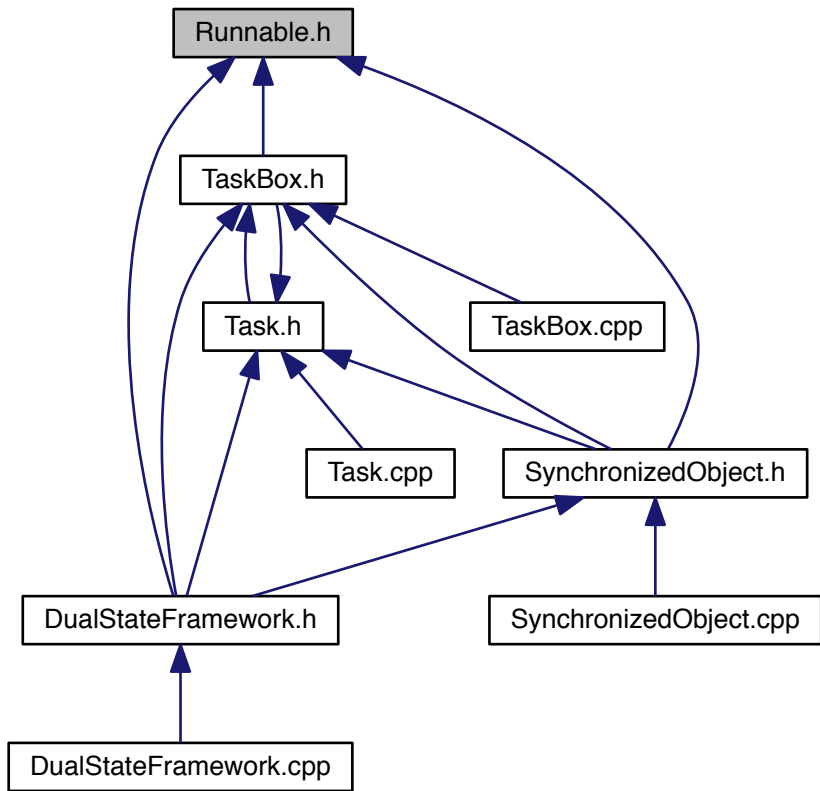 Runnable.h
TaskBox.h
Task.h
TaskBox.cpp
Task.cpp
SynchronizedObject.h
DualStateFramework.h
SynchronizedObject.cpp
DualStateFramework.cpp